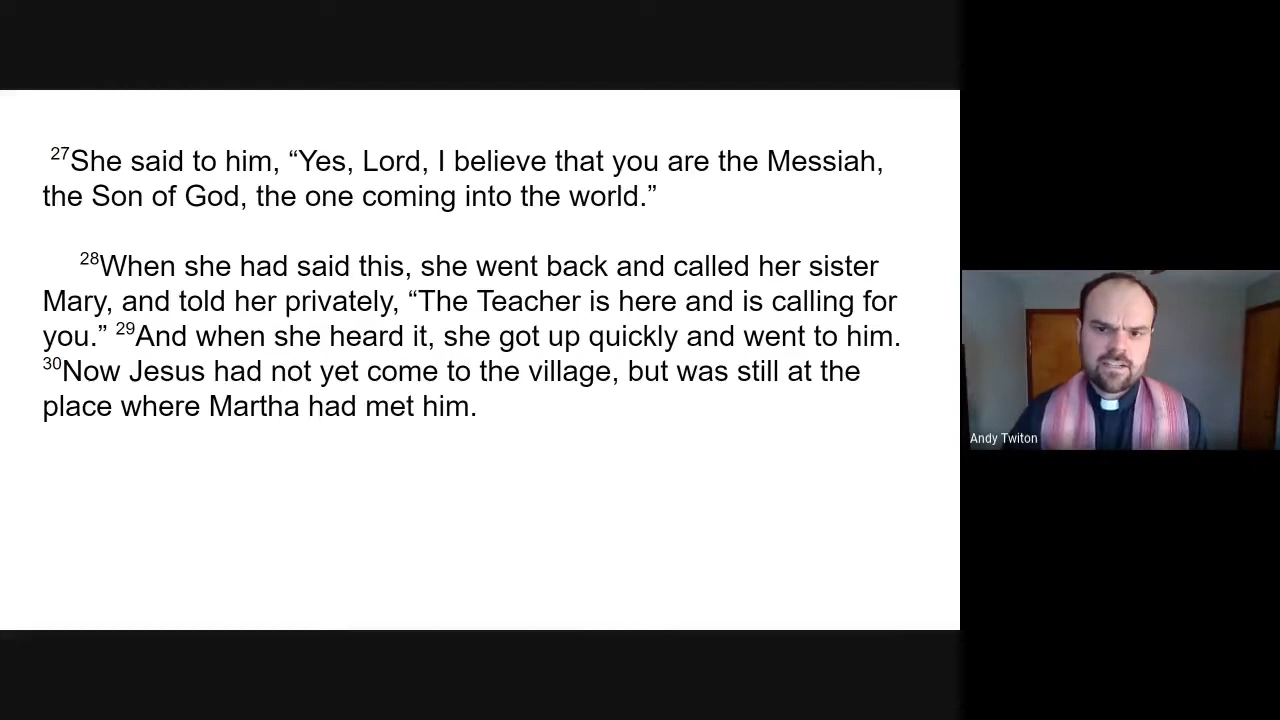 27She said to him, “Yes, Lord, I believe that you are the Messiah,
the Son of God, the one coming into the world.”
28When she had said this, she went back and called her sister
Mary, and told her privately, “The Teacher is here and is calling for
you.” 29And when she heard it, she got up quickly and went to him.
30Now Jesus had not yet come to the village, but was still at the
place where Martha had met him.
Andy Twiton